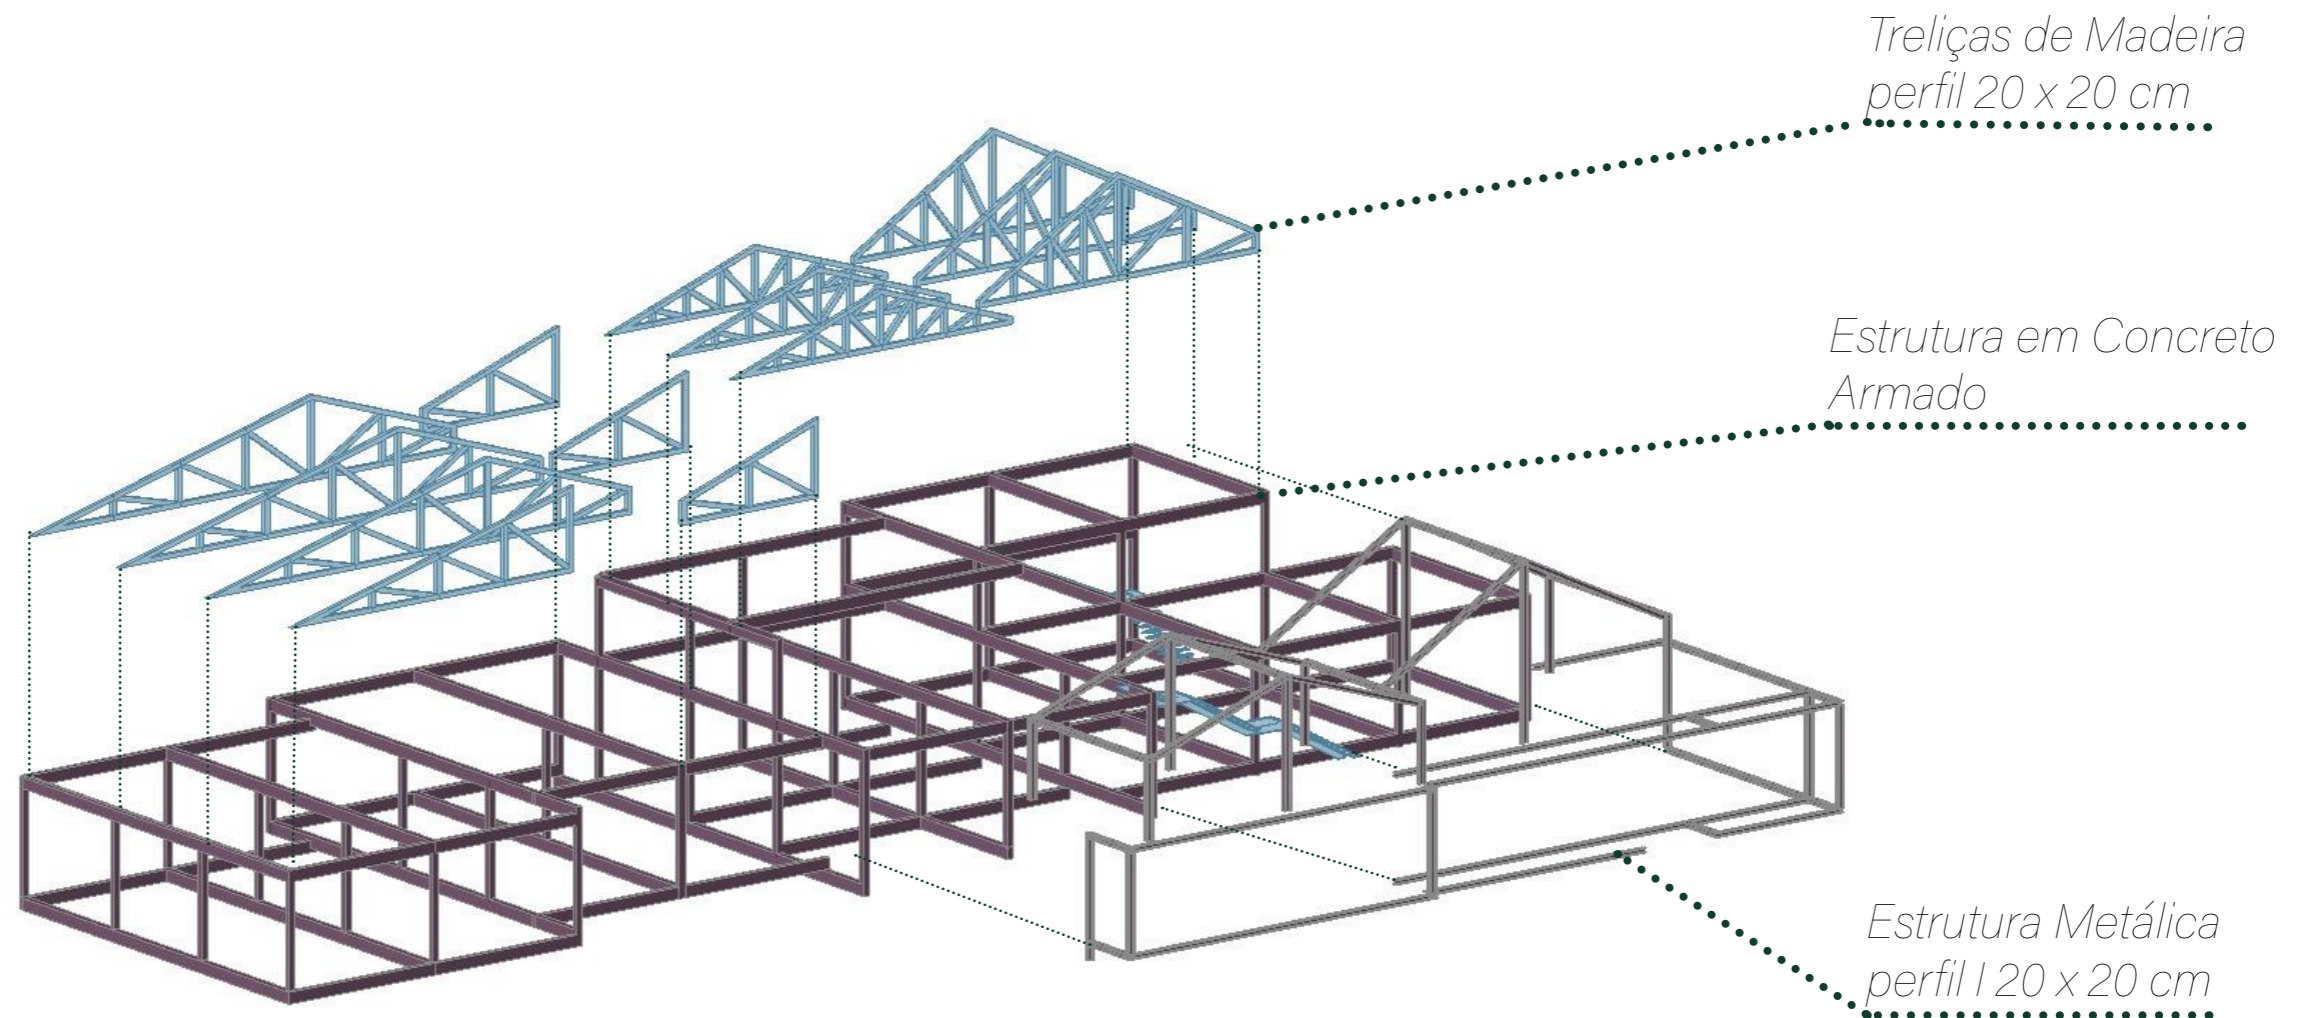 Treliças de Madeira
perfil 20 x 20 cm
Estrutura em Concreto
Armado
Estrutura Metálica
perfil I 20 x 20 cm